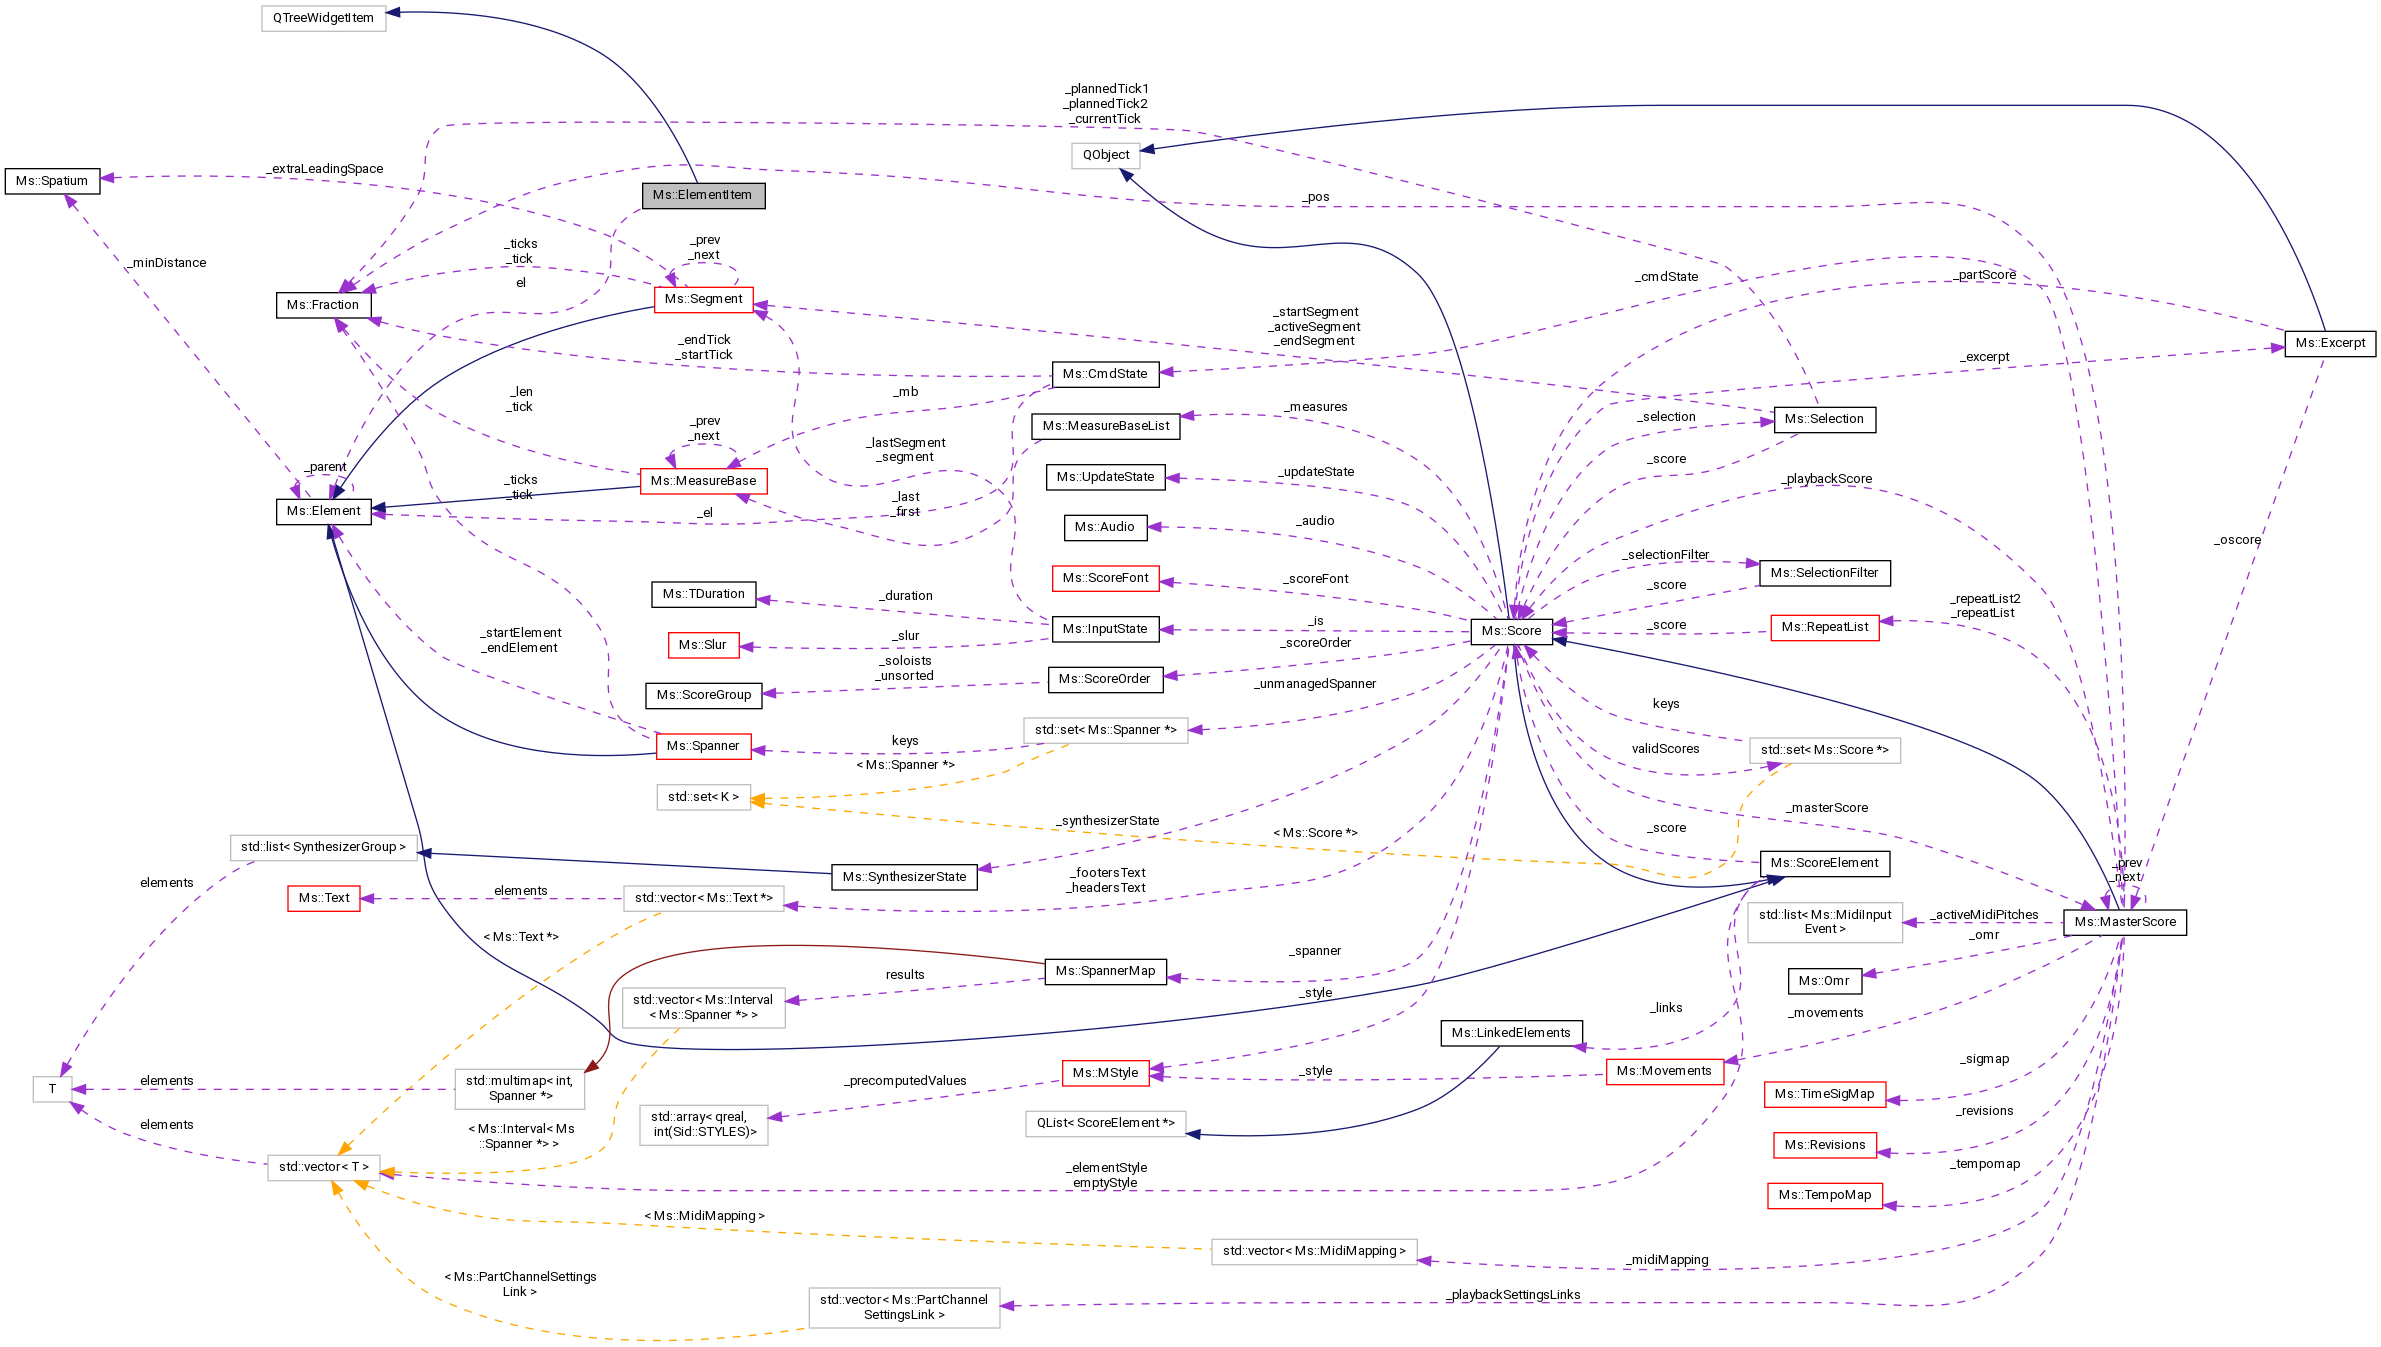 QTreeWidgetItem
_plannedTick1
_plannedTick2
_currentTick
QObject
Ms::Spatium
_extraLeadingSpace
Ms::ElementItem
_pos
_minDistance
_ticks
_tick
_prev
_next
el
Ms::Fraction
Ms::Segment
_cmdState
_partScore
_startSegment
_activeSegment
_endSegment
Ms::Excerpt
_endTick
_startTick
_excerpt
Ms::CmdState
_len
_tick
_mb
_measures
Ms::MeasureBaseList
_selection
Ms::Selection
_prev
_next
_lastSegment
_segment
_score
_parent
_ticks
_tick
Ms::MeasureBase
Ms::UpdateState
_updateState
_playbackScore
Ms::Element
_el
_last
_first
Ms::Audio
_audio
_oscore
_selectionFilter
Ms::SelectionFilter
Ms::ScoreFont
_scoreFont
_score
Ms::TDuration
_duration
_repeatList2
_repeatList
Ms::InputState
_is
Ms::Score
_score
Ms::RepeatList
_startElement
_endElement
Ms::Slur
_slur
_scoreOrder
_soloists
_unsorted
Ms::ScoreGroup
Ms::ScoreOrder
_unmanagedSpanner
keys
std::set< Ms::Spanner *>
Ms::Spanner
keys
validScores
std::set< Ms::Score *>
< Ms::Spanner *>
std::set< K >
_synthesizerState
< Ms::Score *>
_masterScore
_score
std::list< SynthesizerGroup >
Ms::ScoreElement
_prev
_next
elements
Ms::SynthesizerState
_footersText
_headersText
Ms::Text
elements
std::vector< Ms::Text *>
std::list< Ms::MidiInput
Event >
_activeMidiPitches
Ms::MasterScore
< Ms::Text *>
_omr
_spanner
Ms::SpannerMap
results
Ms::Omr
std::vector< Ms::Interval
< Ms::Spanner *> >
_style
_links
_movements
Ms::LinkedElements
_sigmap
T
elements
std::multimap< int,
Spanner *>
Ms::MStyle
_style
Ms::Movements
_precomputedValues
Ms::TimeSigMap
std::array< qreal,
int(Sid::STYLES)>
QList< ScoreElement *>
_revisions
elements
< Ms::Interval< Ms
::Spanner *> >
Ms::Revisions
std::vector< T >
_elementStyle
emptyStyle
_tempomap
Ms::TempoMap
< Ms::MidiMapping >
std::vector< Ms::MidiMapping >
_midiMapping
< Ms::PartChannelSettings
Link >
std::vector< Ms::PartChannel
SettingsLink >
_playbackSettingsLinks